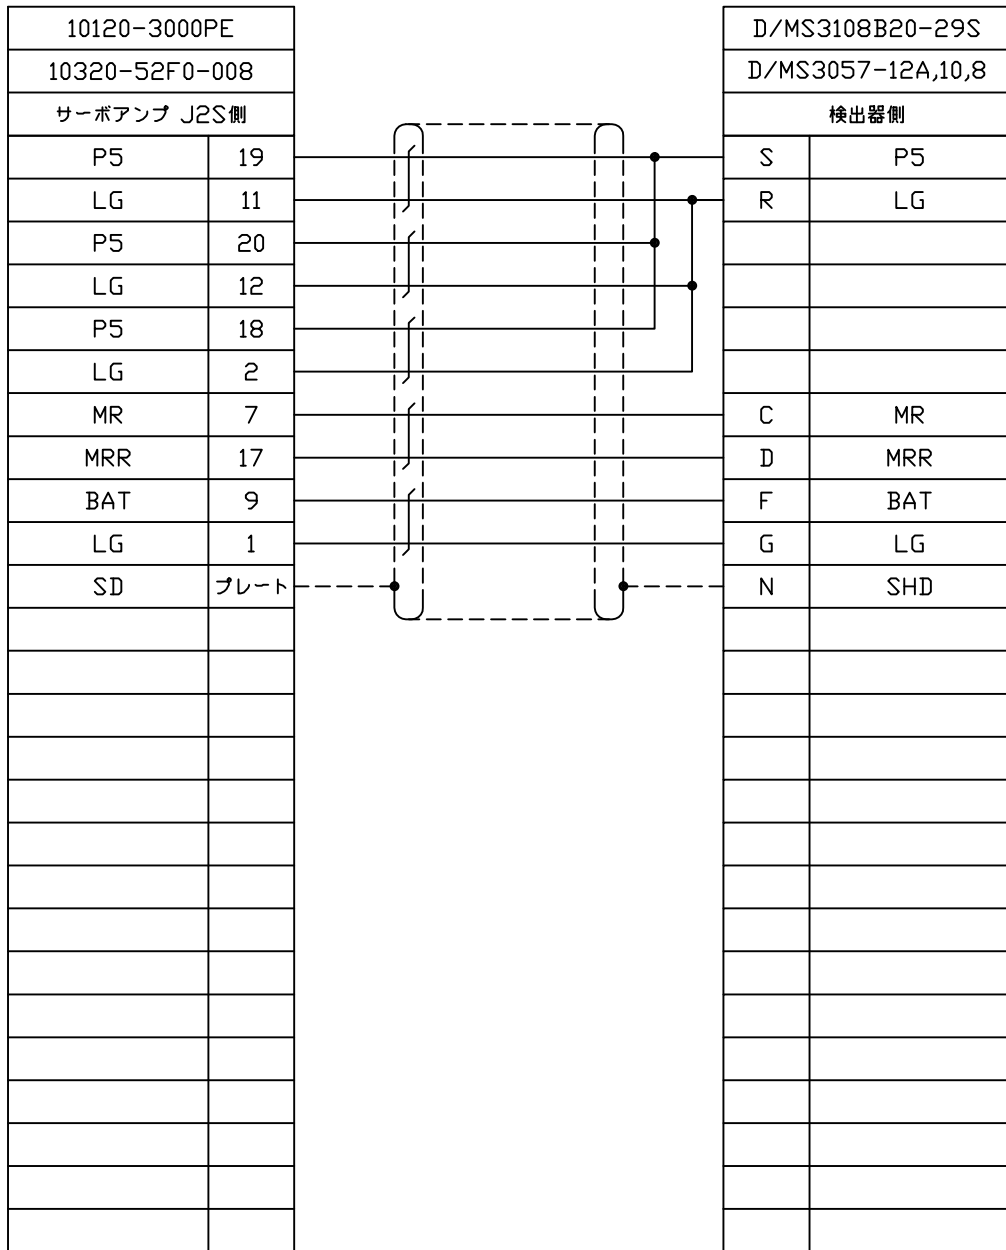 10120-3000PE
10320-52F0-008
サーボアンプ J2S側
P5 19
LG 11
P5 20
LG 12
P5 18
LG 2
MR 7
MRR 17
BAT 9
LG 1
SD プレート
D/MS3108B20-29S
D/MS3057-12A,10,8
検出器側
S P5
R LG
C MR
D MRR
F BAT
G LG
N SHD